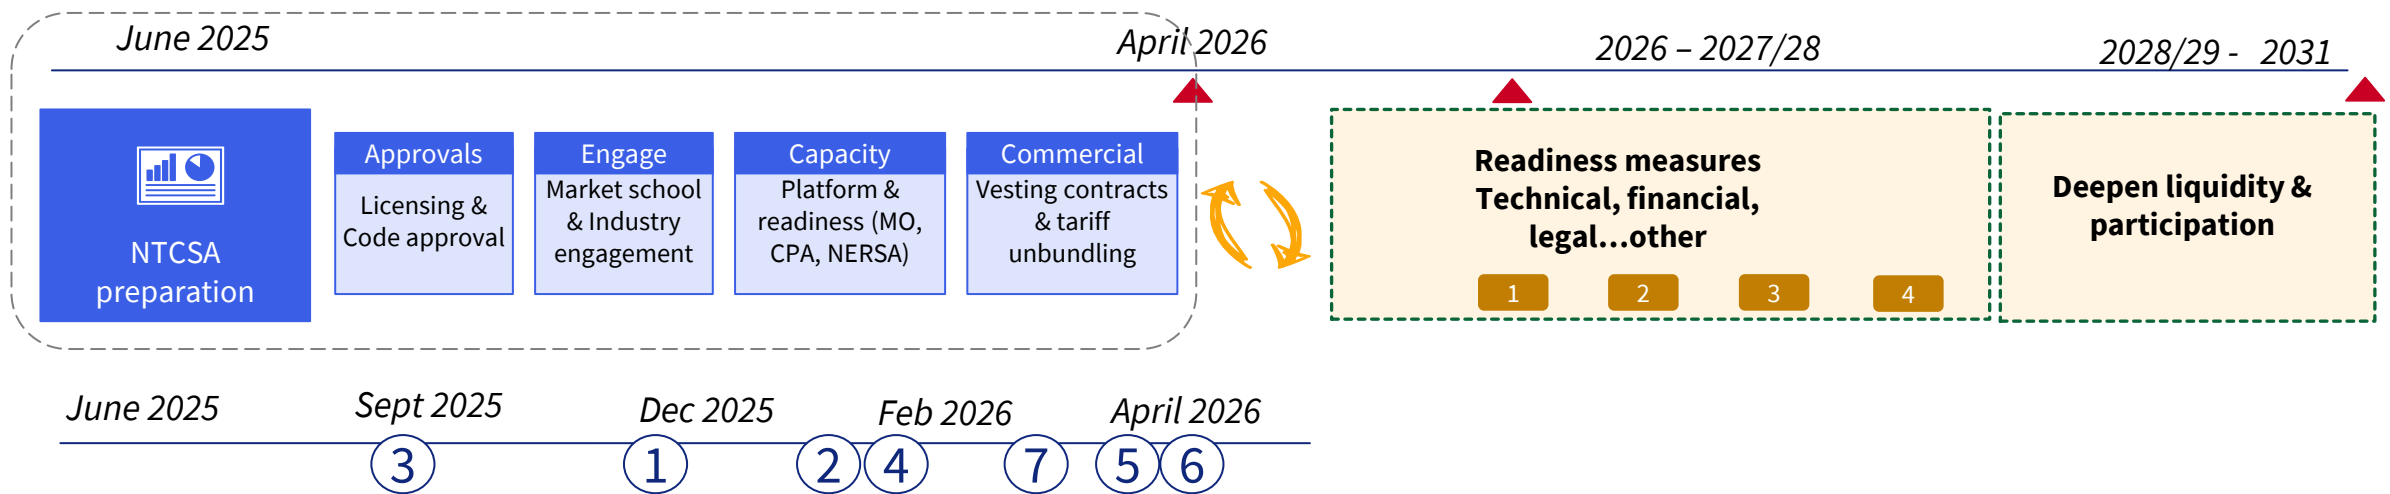 June 2025
April 2026
2026 – 2027/28
2028/29 - 2031
NTCSA
preparation
Approvals
Licensing &
Code approval
Engage
Market school
& Industry
engagement
Capacity
Platform &
readiness (MO,
CPA, NERSA)
Commercial
Vesting contracts
& tariff
unbundling
Readiness measures
Technical, financial,
legal...other
1
2
3
4
Deepen liquidity &
participation
June 2025
Sept 2025
Dec 2025
Feb 2026
April 2026
3
1
2
4
7
5
6